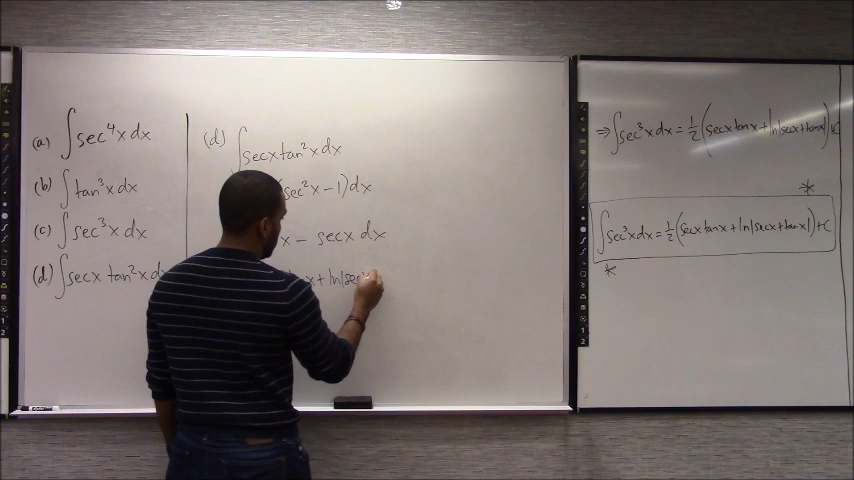 (a) ∫sec⁴x dx
(b) ∫tan³x dx
(c) ∫sec³x dx
(d) ∫secx tan²x dx
(d)
∫secx tan²x dx
(sec²x − 1)dx
x − secx dx
x + ln|sec
⇒ ∫sec³x dx = 1/2 (secx tanx + ln|secx + tanx|) + C
*
∫sec³x dx = 1/2 (secx tanx + ln|secx + tanx|) + C
*